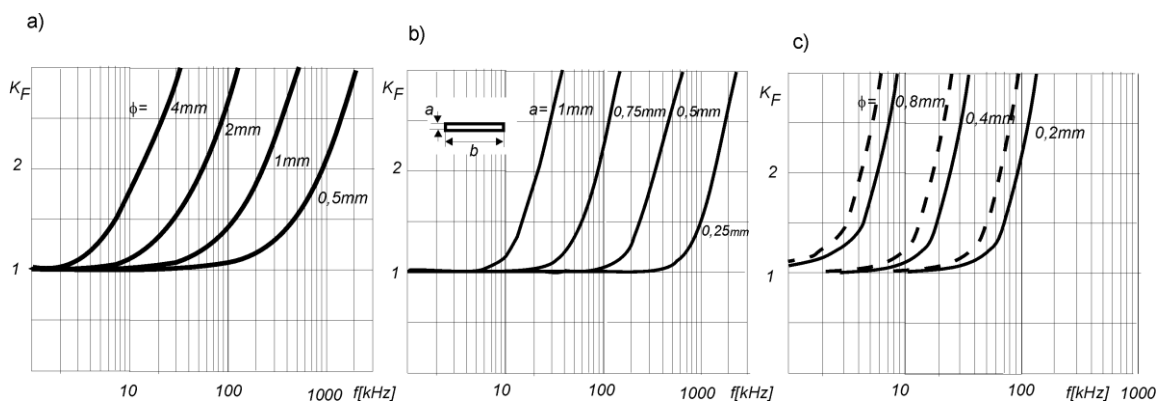 a)
K_F
2
1
ϕ=
4mm
2mm
1mm
0,5mm
10
100
1000
f[kHz]
b)
K_F
2
1
a
b
a=
1mm
0,75mm
0,5mm
0,25mm
10
100
1000
f[kHz]
c)
K_F
2
1
ϕ=
0,8mm
0,4mm
0,2mm
10
100
1000
f[kHz]